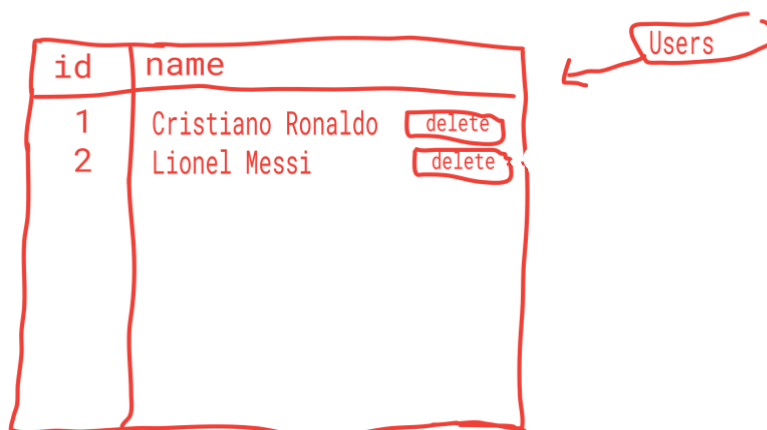 Users
id name
1 Cristiano Ronaldo delete
2 Lionel Messi delete